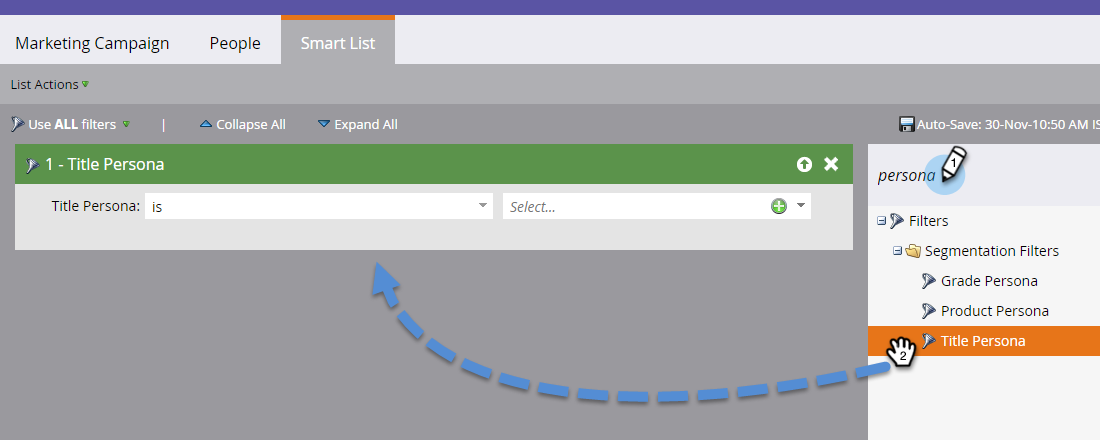 Marketing Campaign People Smart List
List Actions
Use ALL filters | Collapse All Expand All Auto-Save: 30-Nov-10:50 AM IS
1 - Title Persona
Title Persona: is Select...
persona 1
Filters
Segmentation Filters
Grade Persona
Product Persona
Title Persona
2